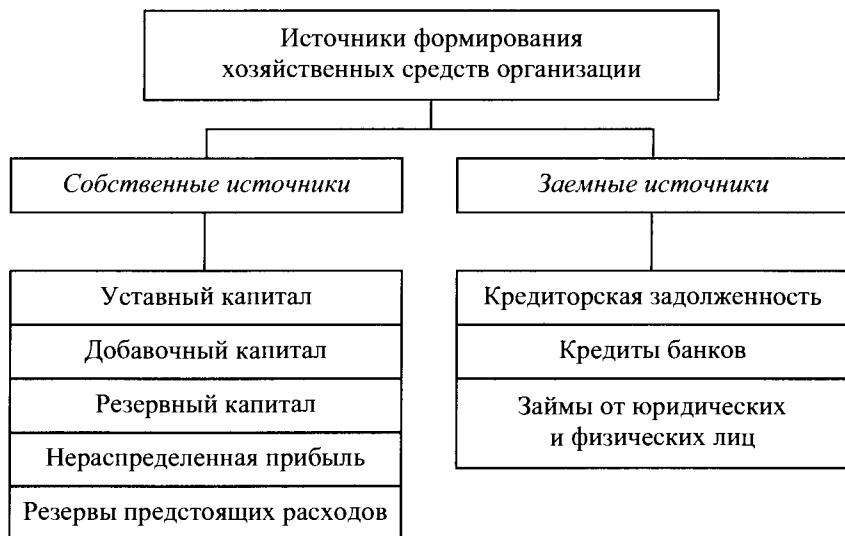 Источники формирования
хозяйственных средств организации
Собственные источники
Заемные источники
Уставный капитал
Добавочный капитал
Резервный капитал
Нераспределенная прибыль
Резервы предстоящих расходов
Кредиторская задолженность
Кредиты банков
Займы от юридических
и физических лиц